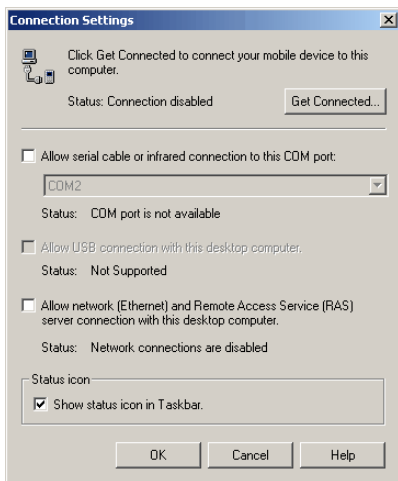 Connection Settings
Click Get Connected to connect your mobile device to this
computer.
Status: Connection disabled
Get Connected...
Allow serial cable or infrared connection to this COM port:
COM2
Status: COM port is not available
Allow USB connection with this desktop computer.
Status: Not Supported
Allow network (Ethernet) and Remote Access Service (RAS)
server connection with this desktop computer.
Status: Network connections are disabled
Status icon
Show status icon in Taskbar.
OK Cancel Help